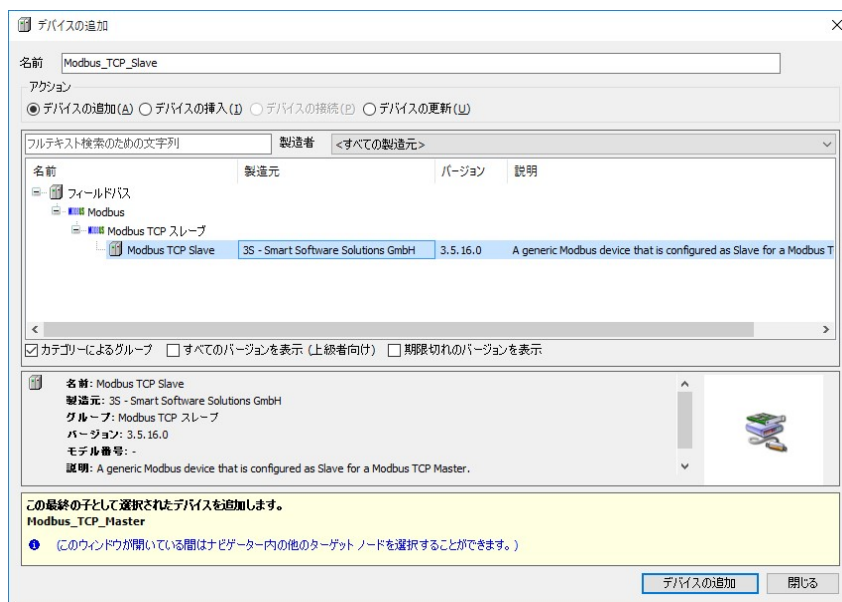 デバイスの追加
名前 Modbus_TCP_Slave
アクション
デバイスの追加(A) デバイスの挿入(I) デバイスの接続(P) デバイスの更新(U)
フルテキスト検索のための文字列 製造者 <すべての製造元>
名前 製造元 バージョン 説明
フィールドバス
Modbus
Modbus TCP スレーブ
Modbus TCP Slave 3S - Smart Software Solutions GmbH 3.5.16.0 A generic Modbus device that is configured as Slave for a Modbus T
カテゴリーによるグループ すべてのバージョンを表示 (上級者向け) 期限切れのバージョンを表示
名前: Modbus TCP Slave
製造元: 3S - Smart Software Solutions GmbH
グループ: Modbus TCP スレーブ
バージョン: 3.5.16.0
モデル番号: -
説明: A generic Modbus device that is configured as Slave for a Modbus TCP Master.
この最終の子として選択されたデバイスを追加します。
Modbus_TCP_Master
(このウィンドウが開いている間はナビゲーター内の他のターゲット ノードを選択することができます。)
デバイスの追加 閉じる